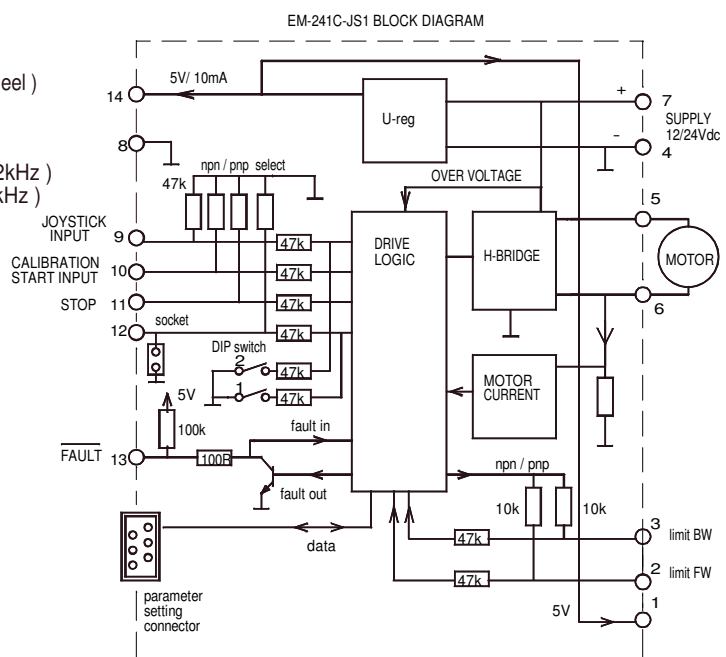 EM-241C-JS1 BLOCK DIAGRAM
eel )
2kHz )
kHz )
14
5V/ 10mA
U-reg
+
7
SUPPLY
12/24Vdc
-
4
8
npn / pnp select
47k
OVER VOLTAGE
JOYSTICK
INPUT
9
47k
CALIBRATION
START INPUT
10
47k
STOP
11
47k
12
socket
47k
DRIVE
LOGIC
H-BRIDGE
5
MOTOR
6
DIP switch
2
47k
1
47k
MOTOR
CURRENT
5V
100k
FAULT
13
100R
fault in
fault out
npn / pnp
10k
10k
data
47k
3
limit BW
47k
2
limit FW
5V
1
parameter
setting
connector